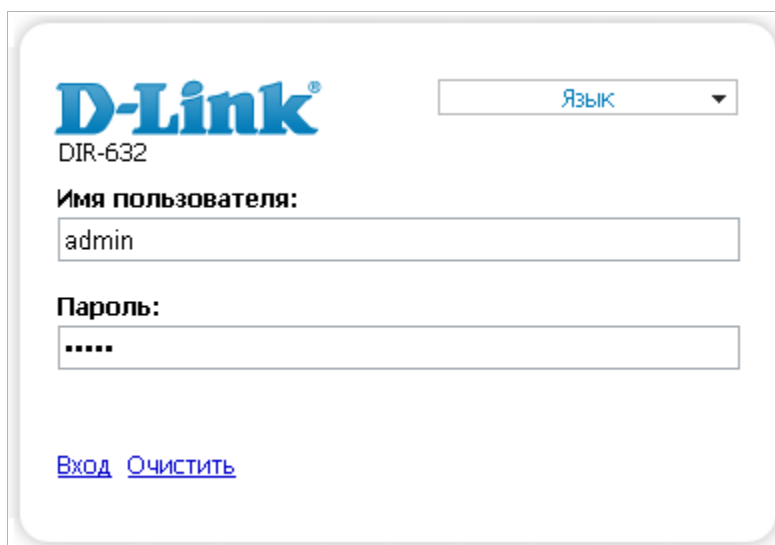 D-Link®
Язык
DIR-632
Имя пользователя:
admin
Пароль:
•••••
Вход Очистить